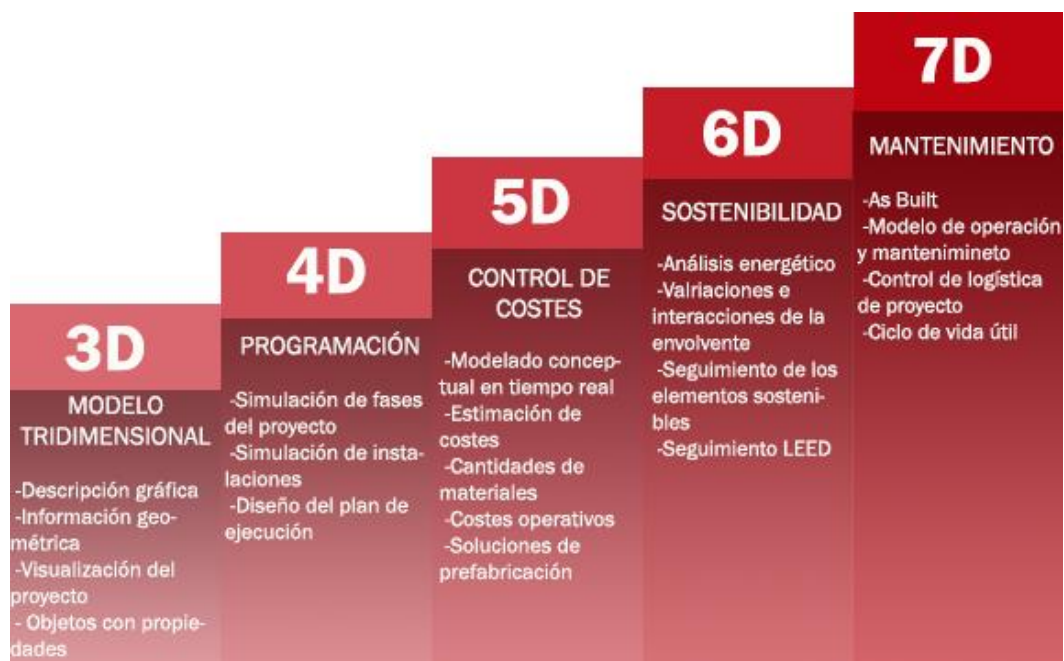 3D
MODELO
TRIDIMENSIONAL
-Descripción gráfica
-Información geo-
métrica
-Visualización del
proyecto
- Objetos con propie-
dades
4D
PROGRAMACIÓN
-Simulación de fases
del proyecto
-Simulación de insta-
laciones
-Diseño del plan de
ejecución
5D
CONTROL DE
COSTES
-Modelado concep-
tual en tiempo real
-Estimación de
costes
-Cantidades de
materiales
-Costes operativos
-Soluciones de
prefabricación
6D
SOSTENIBILIDAD
-Análisis energético
-Valriaciones e
interacciones de la
envolvente
-Seguimiento de los
elementos sosteni-
bles
-Seguimiento LEED
7D
MANTENIMIENTO
-As Built
-Modelo de operación
y mantenimineto
-Control de logística
de proyecto
-Ciclo de vida útil